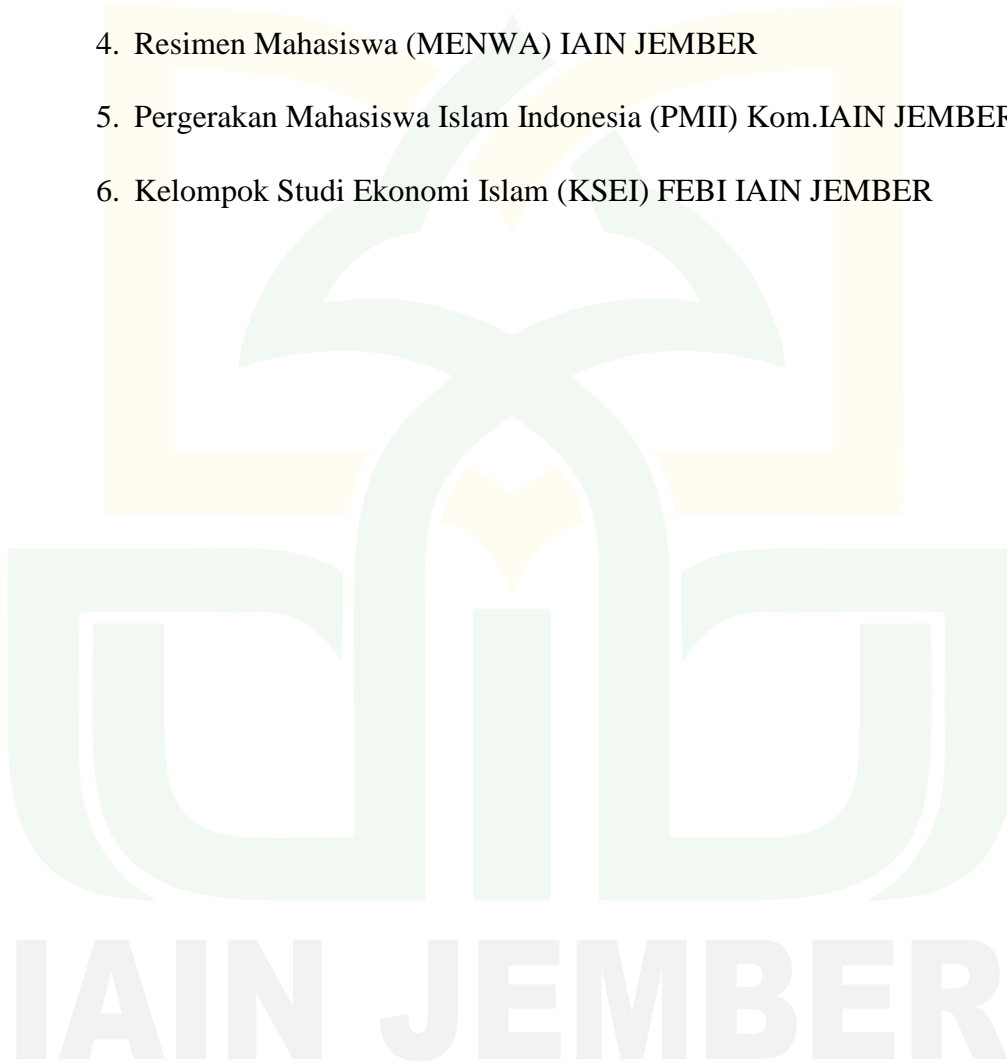 4. Resimen Mahasiswa (MENWA) IAIN JEMBER
5. Pergerakan Mahasiswa Islam Indonesia (PMII) Kom.IAIN JEMBER
6. Kelompok Studi Ekonomi Islam (KSEI) FEBI IAIN JEMBER
IAIN JEMBER